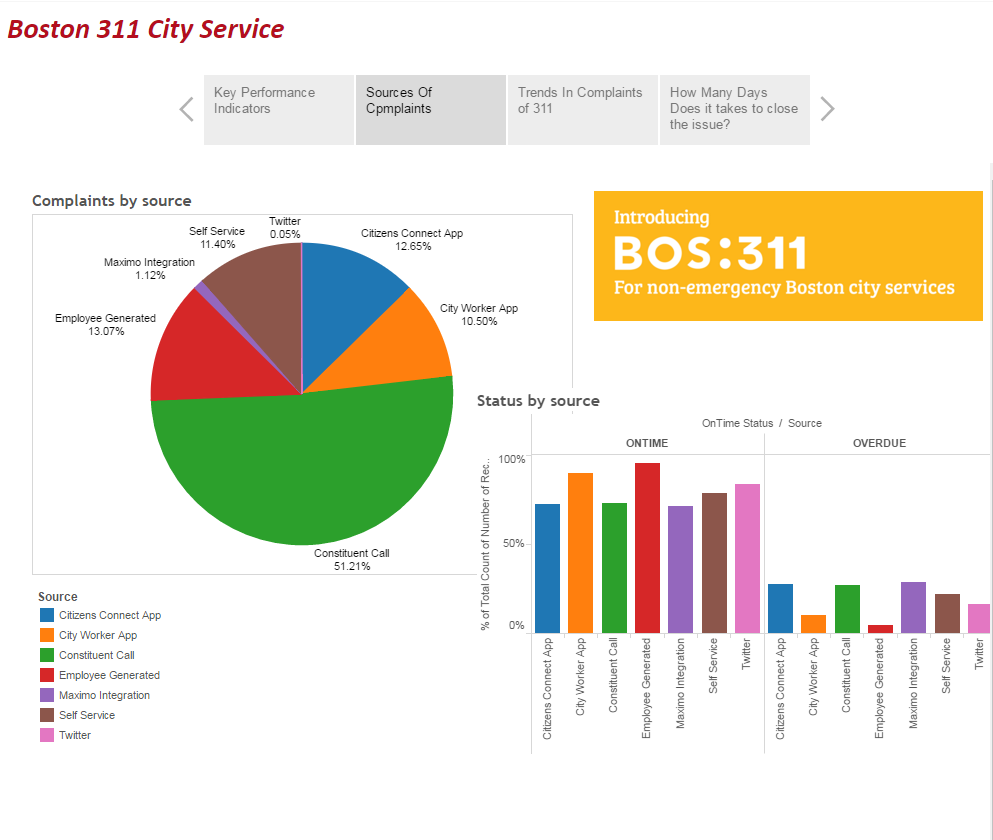 Boston 311 City Service
Key Performance
Indicators
Sources Of
Cpmplaints
Trends In Complaints
of 311
How Many Days
Does it takes to close
the issue?
Complaints by source
Twitter
0.05%
Self Service
11.40%
Citizens Connect App
12.65%
Maximo Integration
1.12%
City Worker App
10.50%
Employee Generated
13.07%
Constituent Call
51.21%
Introducing
BOS:311
For non-emergency Boston city services
Status by source
OnTime Status / Source
ONTIME
OVERDUE
% of Total Count of Number of Rec..
100%
50%
0%
Citizens Connect App
City Worker App
Constituent Call
Employee Generated
Maximo Integration
Self Service
Twitter
Citizens Connect App
City Worker App
Constituent Call
Employee Generated
Maximo Integration
Self Service
Twitter
Source
Citizens Connect App
City Worker App
Constituent Call
Employee Generated
Maximo Integration
Self Service
Twitter